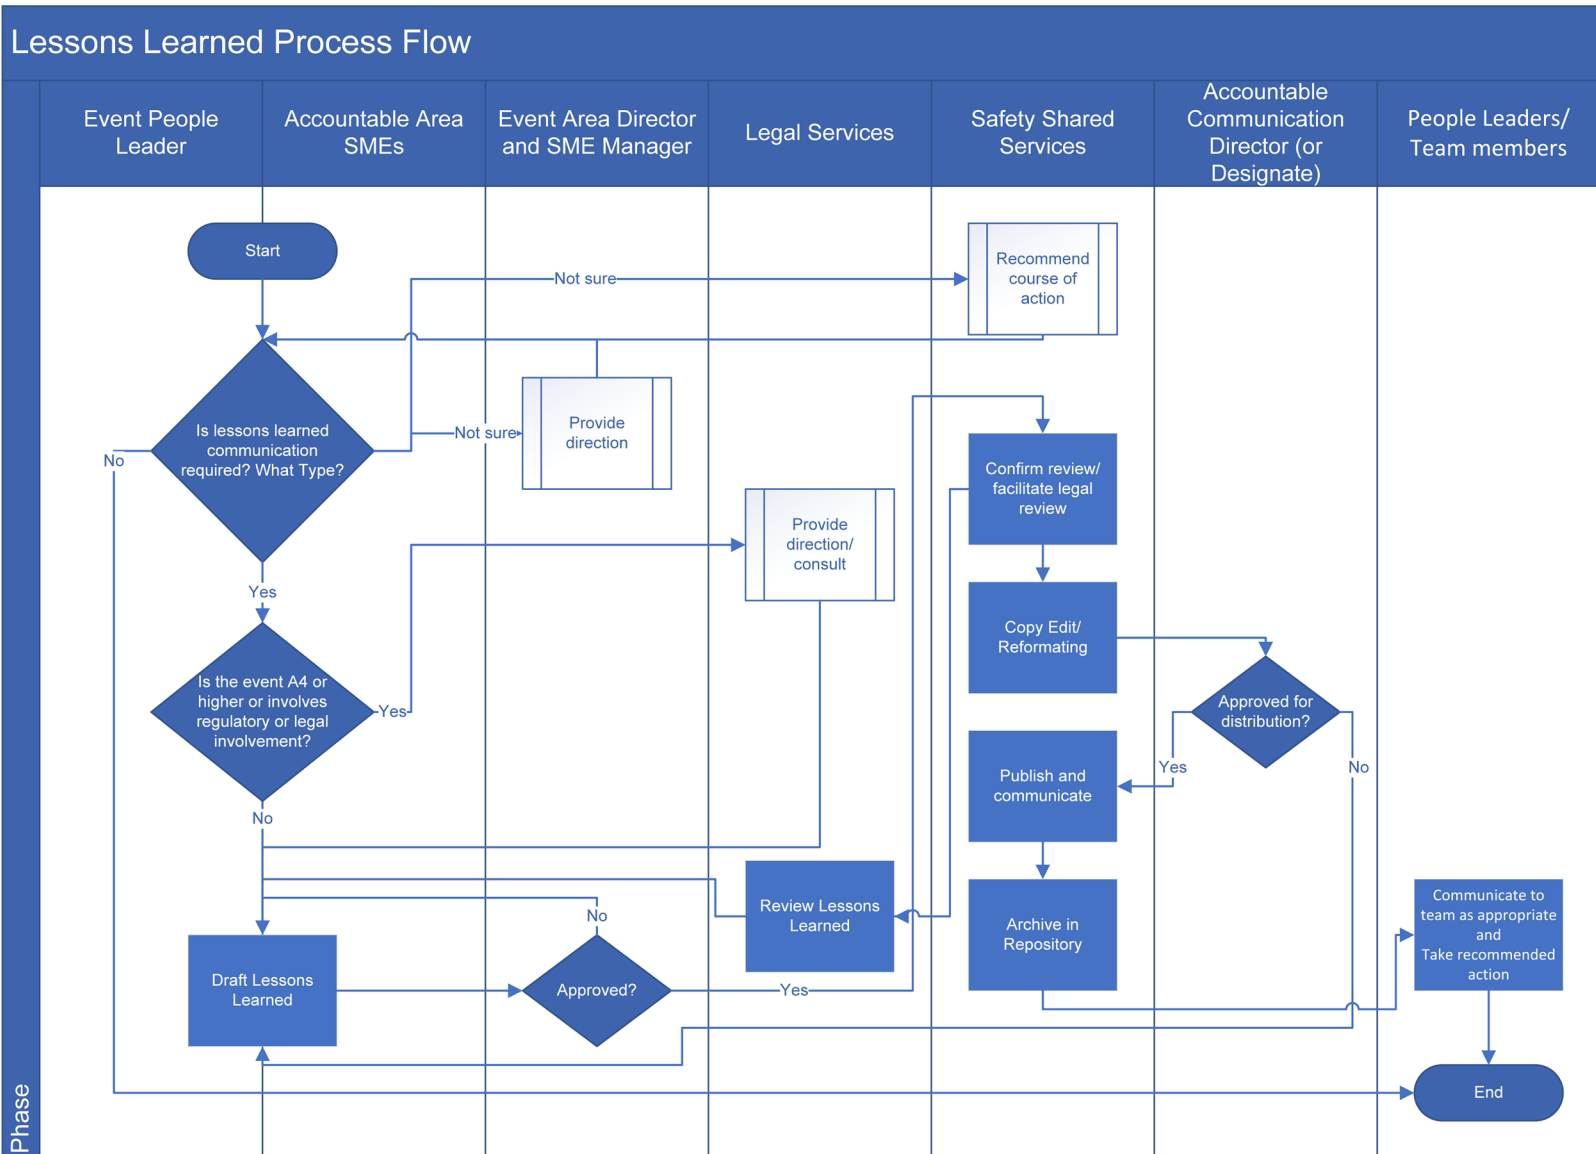 Lessons Learned Process Flow
Event People
Leader
Accountable Area
SMEs
Event Area Director
and SME Manager
Legal Services
Safety Shared
Services
Accountable
Communication
Director (or
Designate)
People Leaders/
Team members
Phase
Start
Not sure
Recommend
course of
action
Is lessons learned
communication
required? What Type?
No
Not sure
Provide
direction
Confirm review/
facilitate legal
review
Provide
direction/
consult
Yes
Copy Edit/
Reformating
Is the event A4 or
higher or involves
regulatory or legal
involvement?
Yes
Approved for
distribution?
Yes
No
Publish and
communicate
No
Review Lessons
Learned
Archive in
Repository
Communicate to
team as appropriate
and
Take recommended
action
No
Draft Lessons
Learned
Approved?
Yes
End